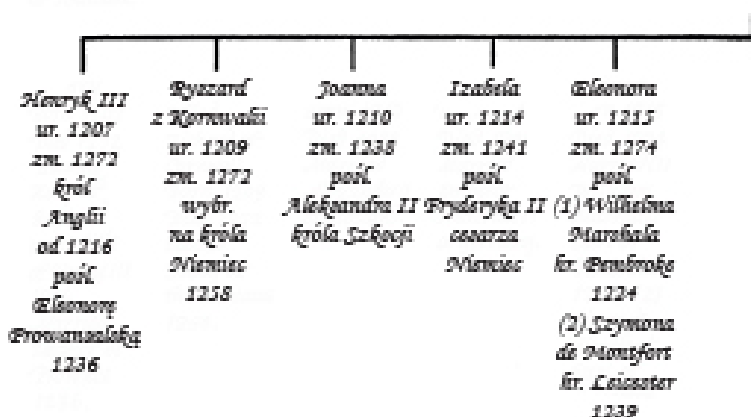 Henryk III
ur. 1207
zm. 1272
król
Anglii
od 1216
pośl.
Eleonorę
Prowansalską
1236
Ryszard
z Kornwalii
ur. 1209
zm. 1272
wybr.
na króla
Niemiec
1258
Joanna
ur. 1210
zm. 1238
pośl.
Aleksandra II
króla Szkocji
Izabela
ur. 1214
zm. 1241
pośl.
Fryderyka II
cesarza
Niemiec
Eleonora
ur. 1215
zm. 1274
pośl.
(1) Wilhelma
Marshala
hr. Pembroke
1224
(2) Szymona
de Montfort
hr. Leicester
1239